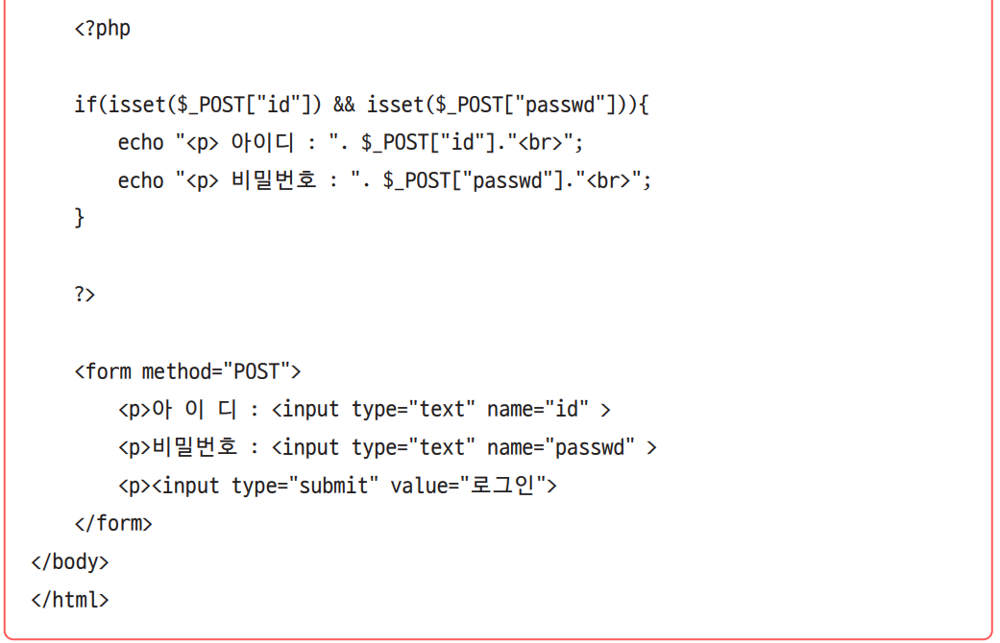 <?php
if(isset($_POST["id"]) && isset($_POST["passwd"])){
echo "<p> 아이디 : ". $_POST["id"]."<br>";
echo "<p> 비밀번호 : ". $_POST["passwd"]."<br>";
}
?>
<form method="POST">
<p>아 이 디 : <input type="text" name="id" >
<p>비밀번호 : <input type="text" name="passwd" >
<p><input type="submit" value="로그인">
</form>
</body>
</html>